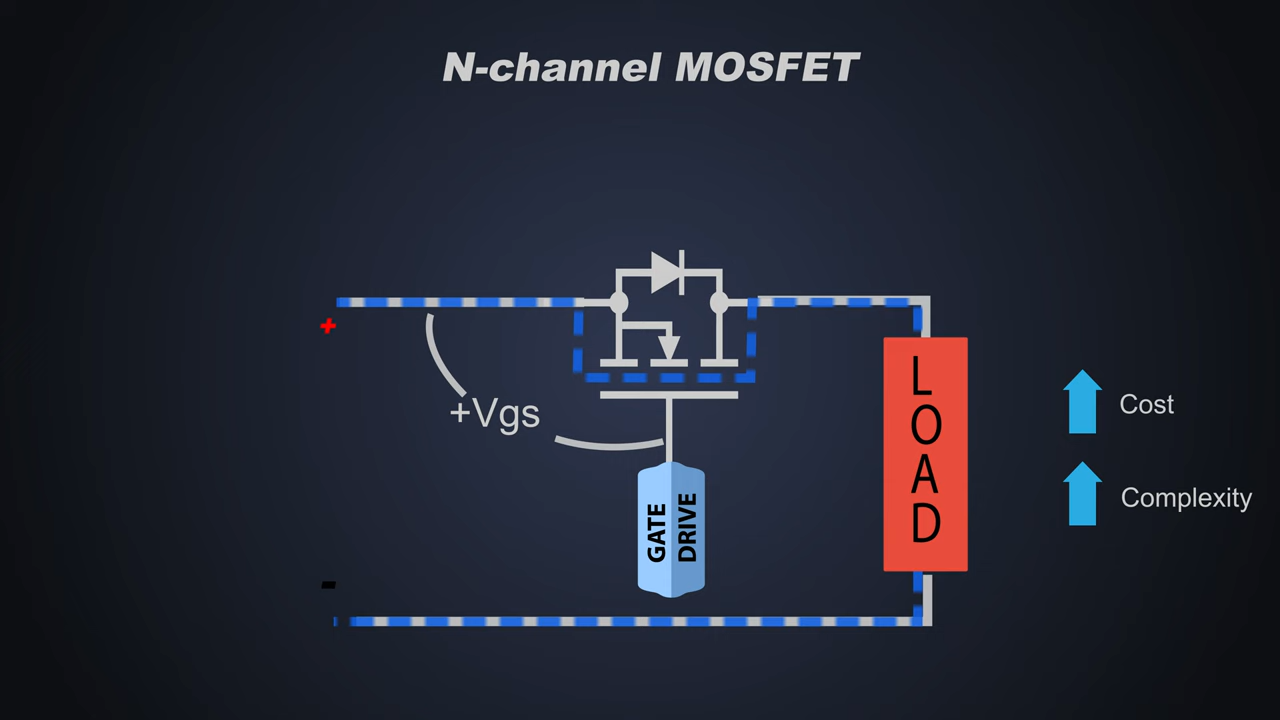 N-channel MOSFET
+
+Vgs
GATE
DRIVE
-
LOAD
Cost
Complexity